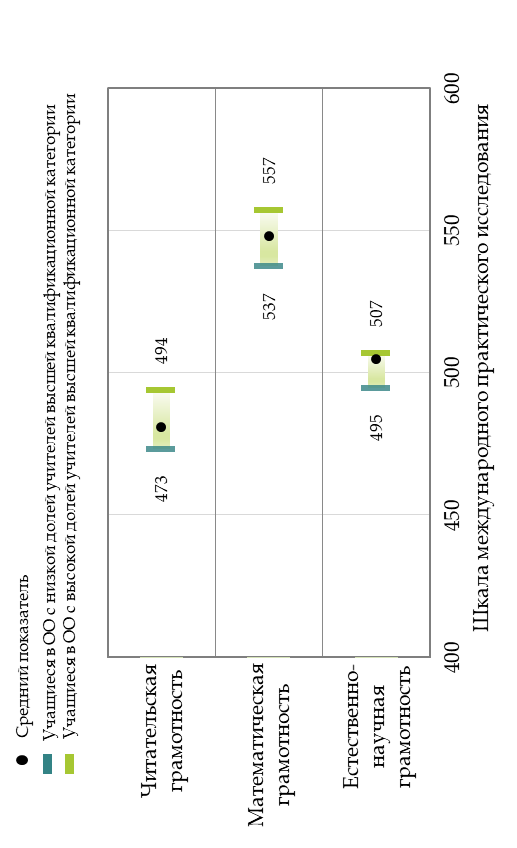 Средний показатель
Учащиеся в ОО с низкой долей учителей высшей квалификационной категории
Учащиеся в ОО с высокой долей учителей высшей квалификационной категории
Читательская
грамотность
473
494
Математическая
грамотность
537
557
Естественно-
научная
грамотность
495
507
400
450
500
550
600
Шкала международного практического исследования